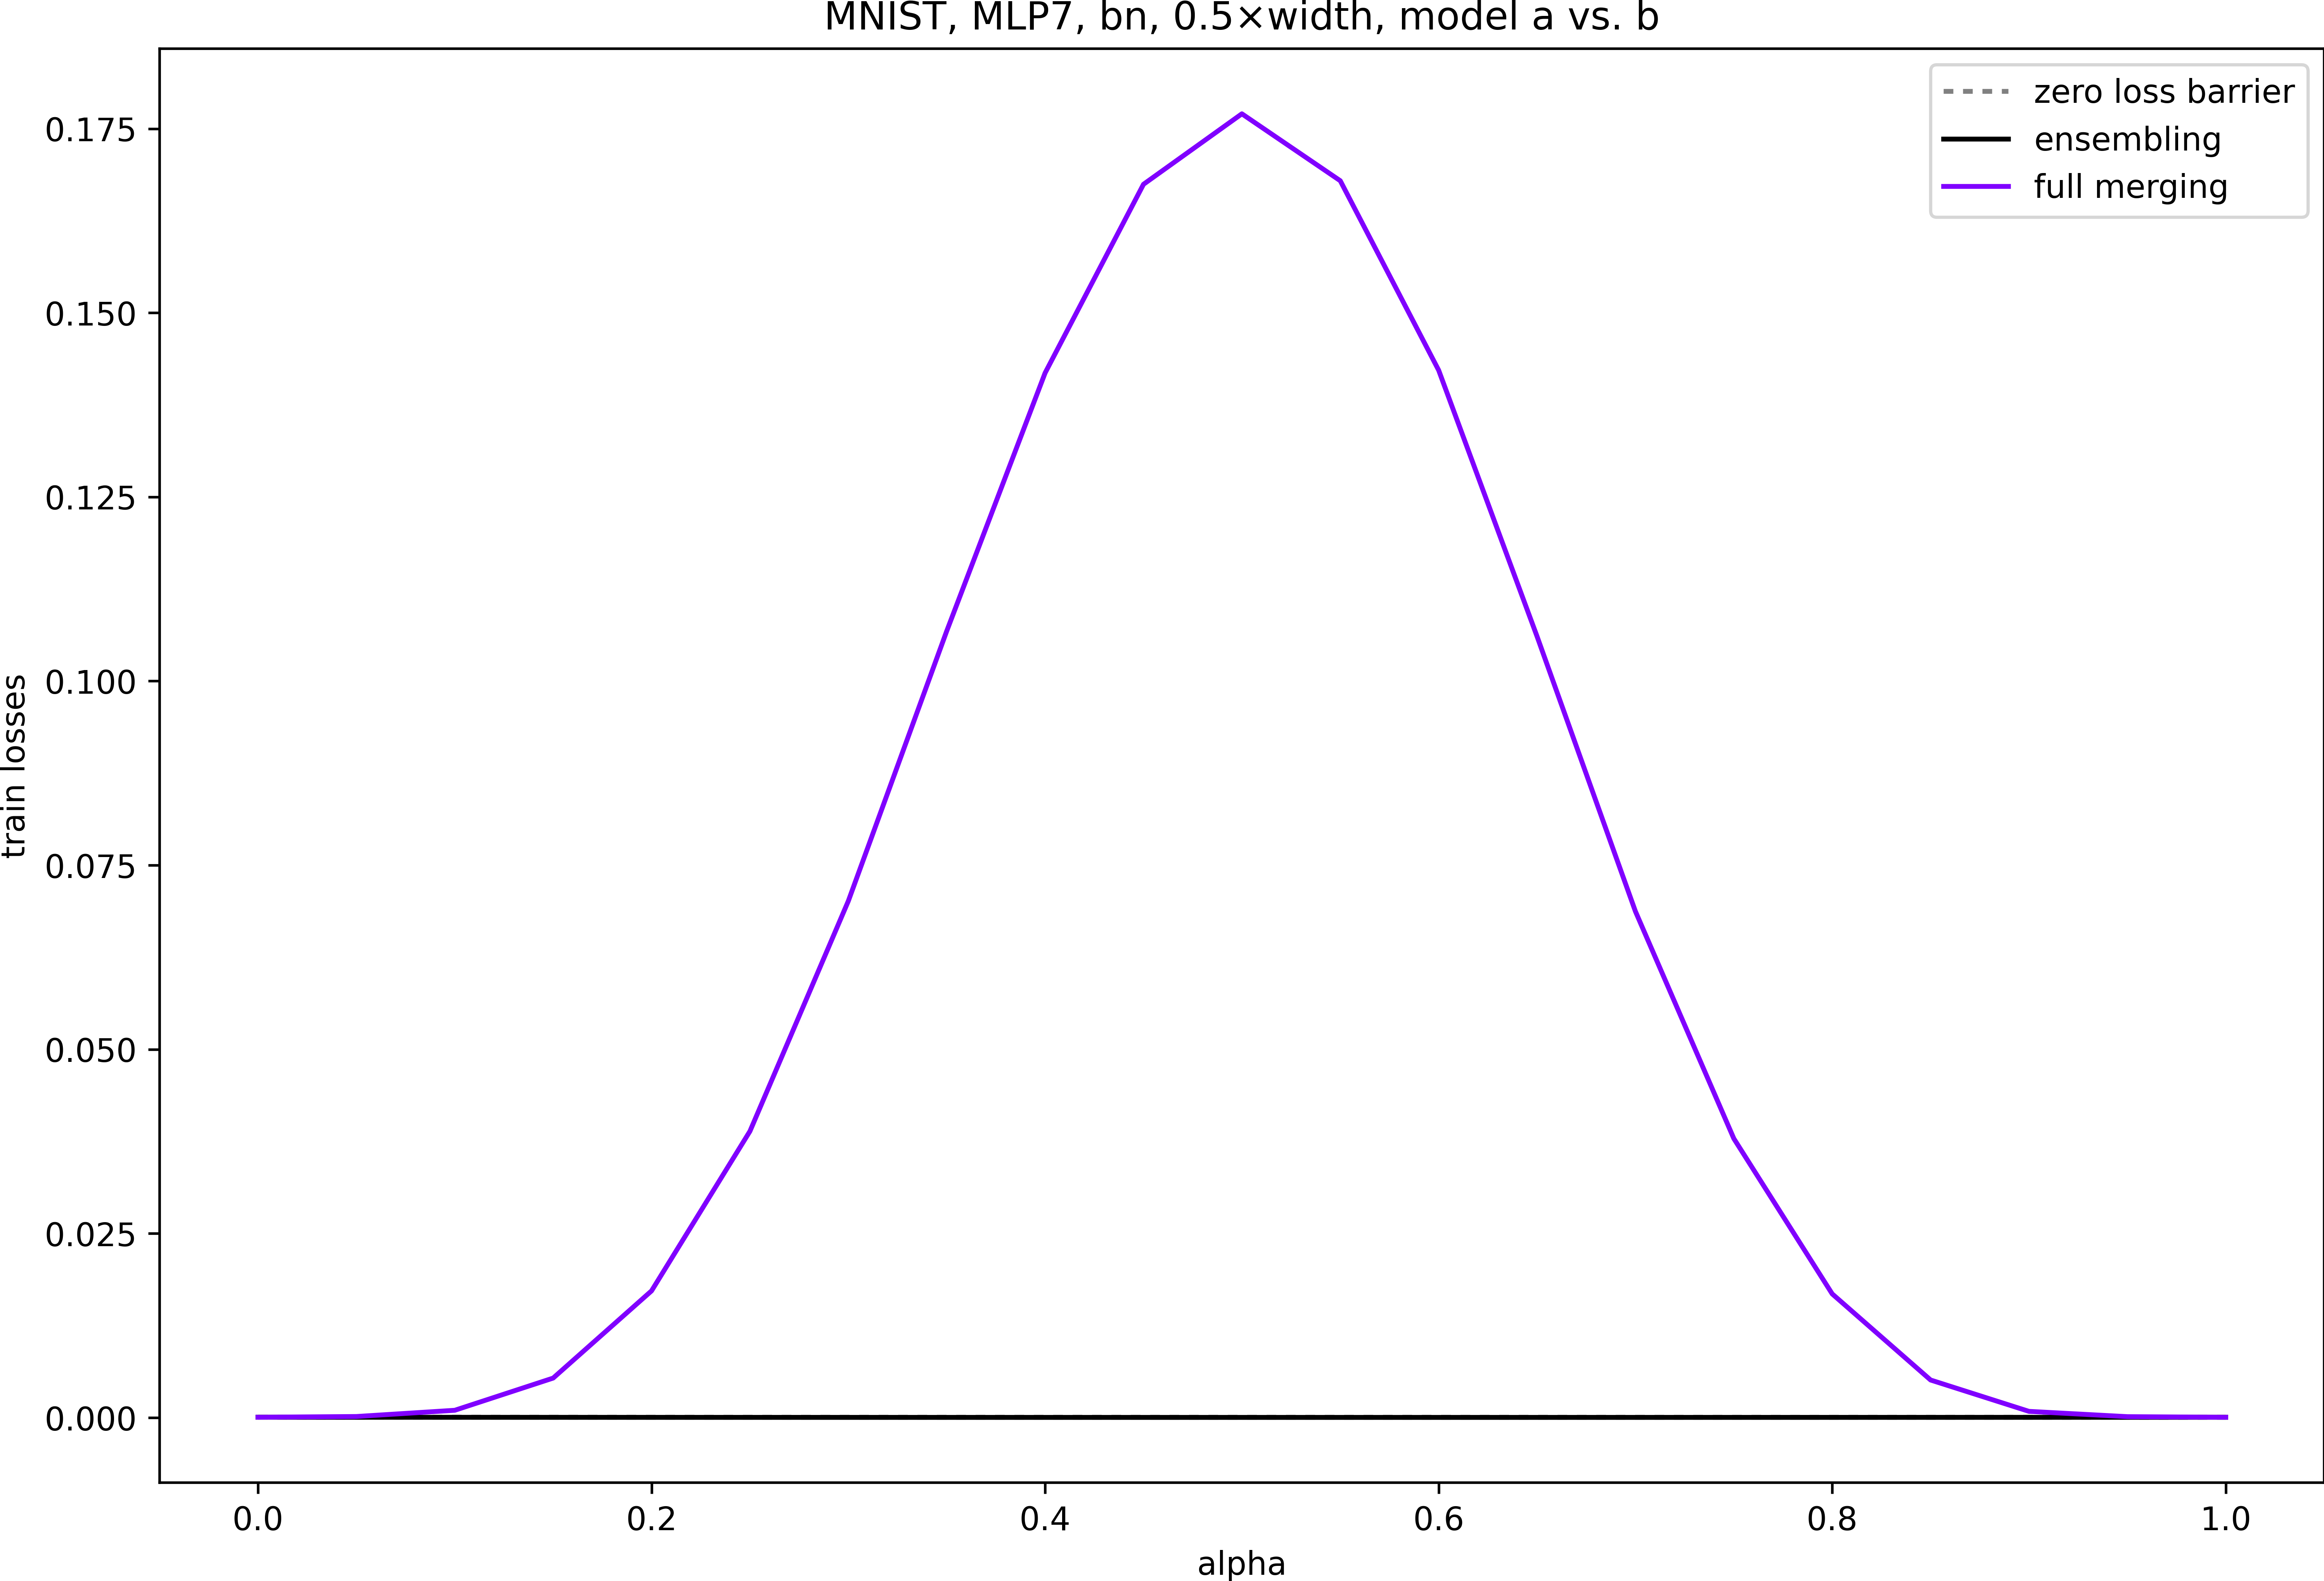 MNIST, MLP7, bn, 0.5×width, model a vs. b
zero loss barrier
ensembling
full merging
0.175
0.150
0.125
0.100
0.075
0.050
0.025
0.000
train losses
0.0 0.2 0.4 0.6 0.8 1.0
alpha